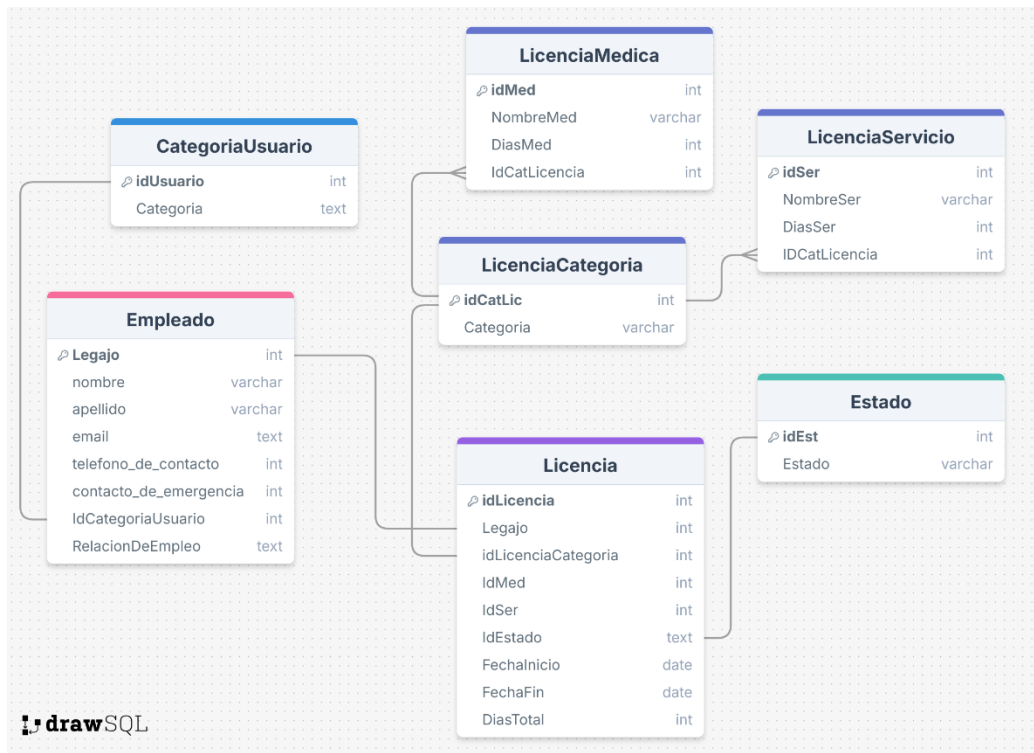 LicenciaMedica
idMed int
NombreMed varchar
DiasMed int
IdCatLicencia int
CategoriaUsuario
idUsuario int
Categoria text
LicenciaServicio
idSer int
NombreSer varchar
DiasSer int
IDCatLicencia int
LicenciaCategoria
idCatLic int
Categoria varchar
Empleado
Legajo int
nombre varchar
apellido varchar
email text
telefono_de_contacto int
contacto_de_emergencia int
IdCategoriaUsuario int
RelacionDeEmpleo text
Estado
idEst int
Estado varchar
Licencia
idLicencia int
Legajo int
idLicenciaCategoria int
IdMed int
IdSer int
IdEstado text
FechaInicio date
FechaFin date
DiasTotal int
drawSQL